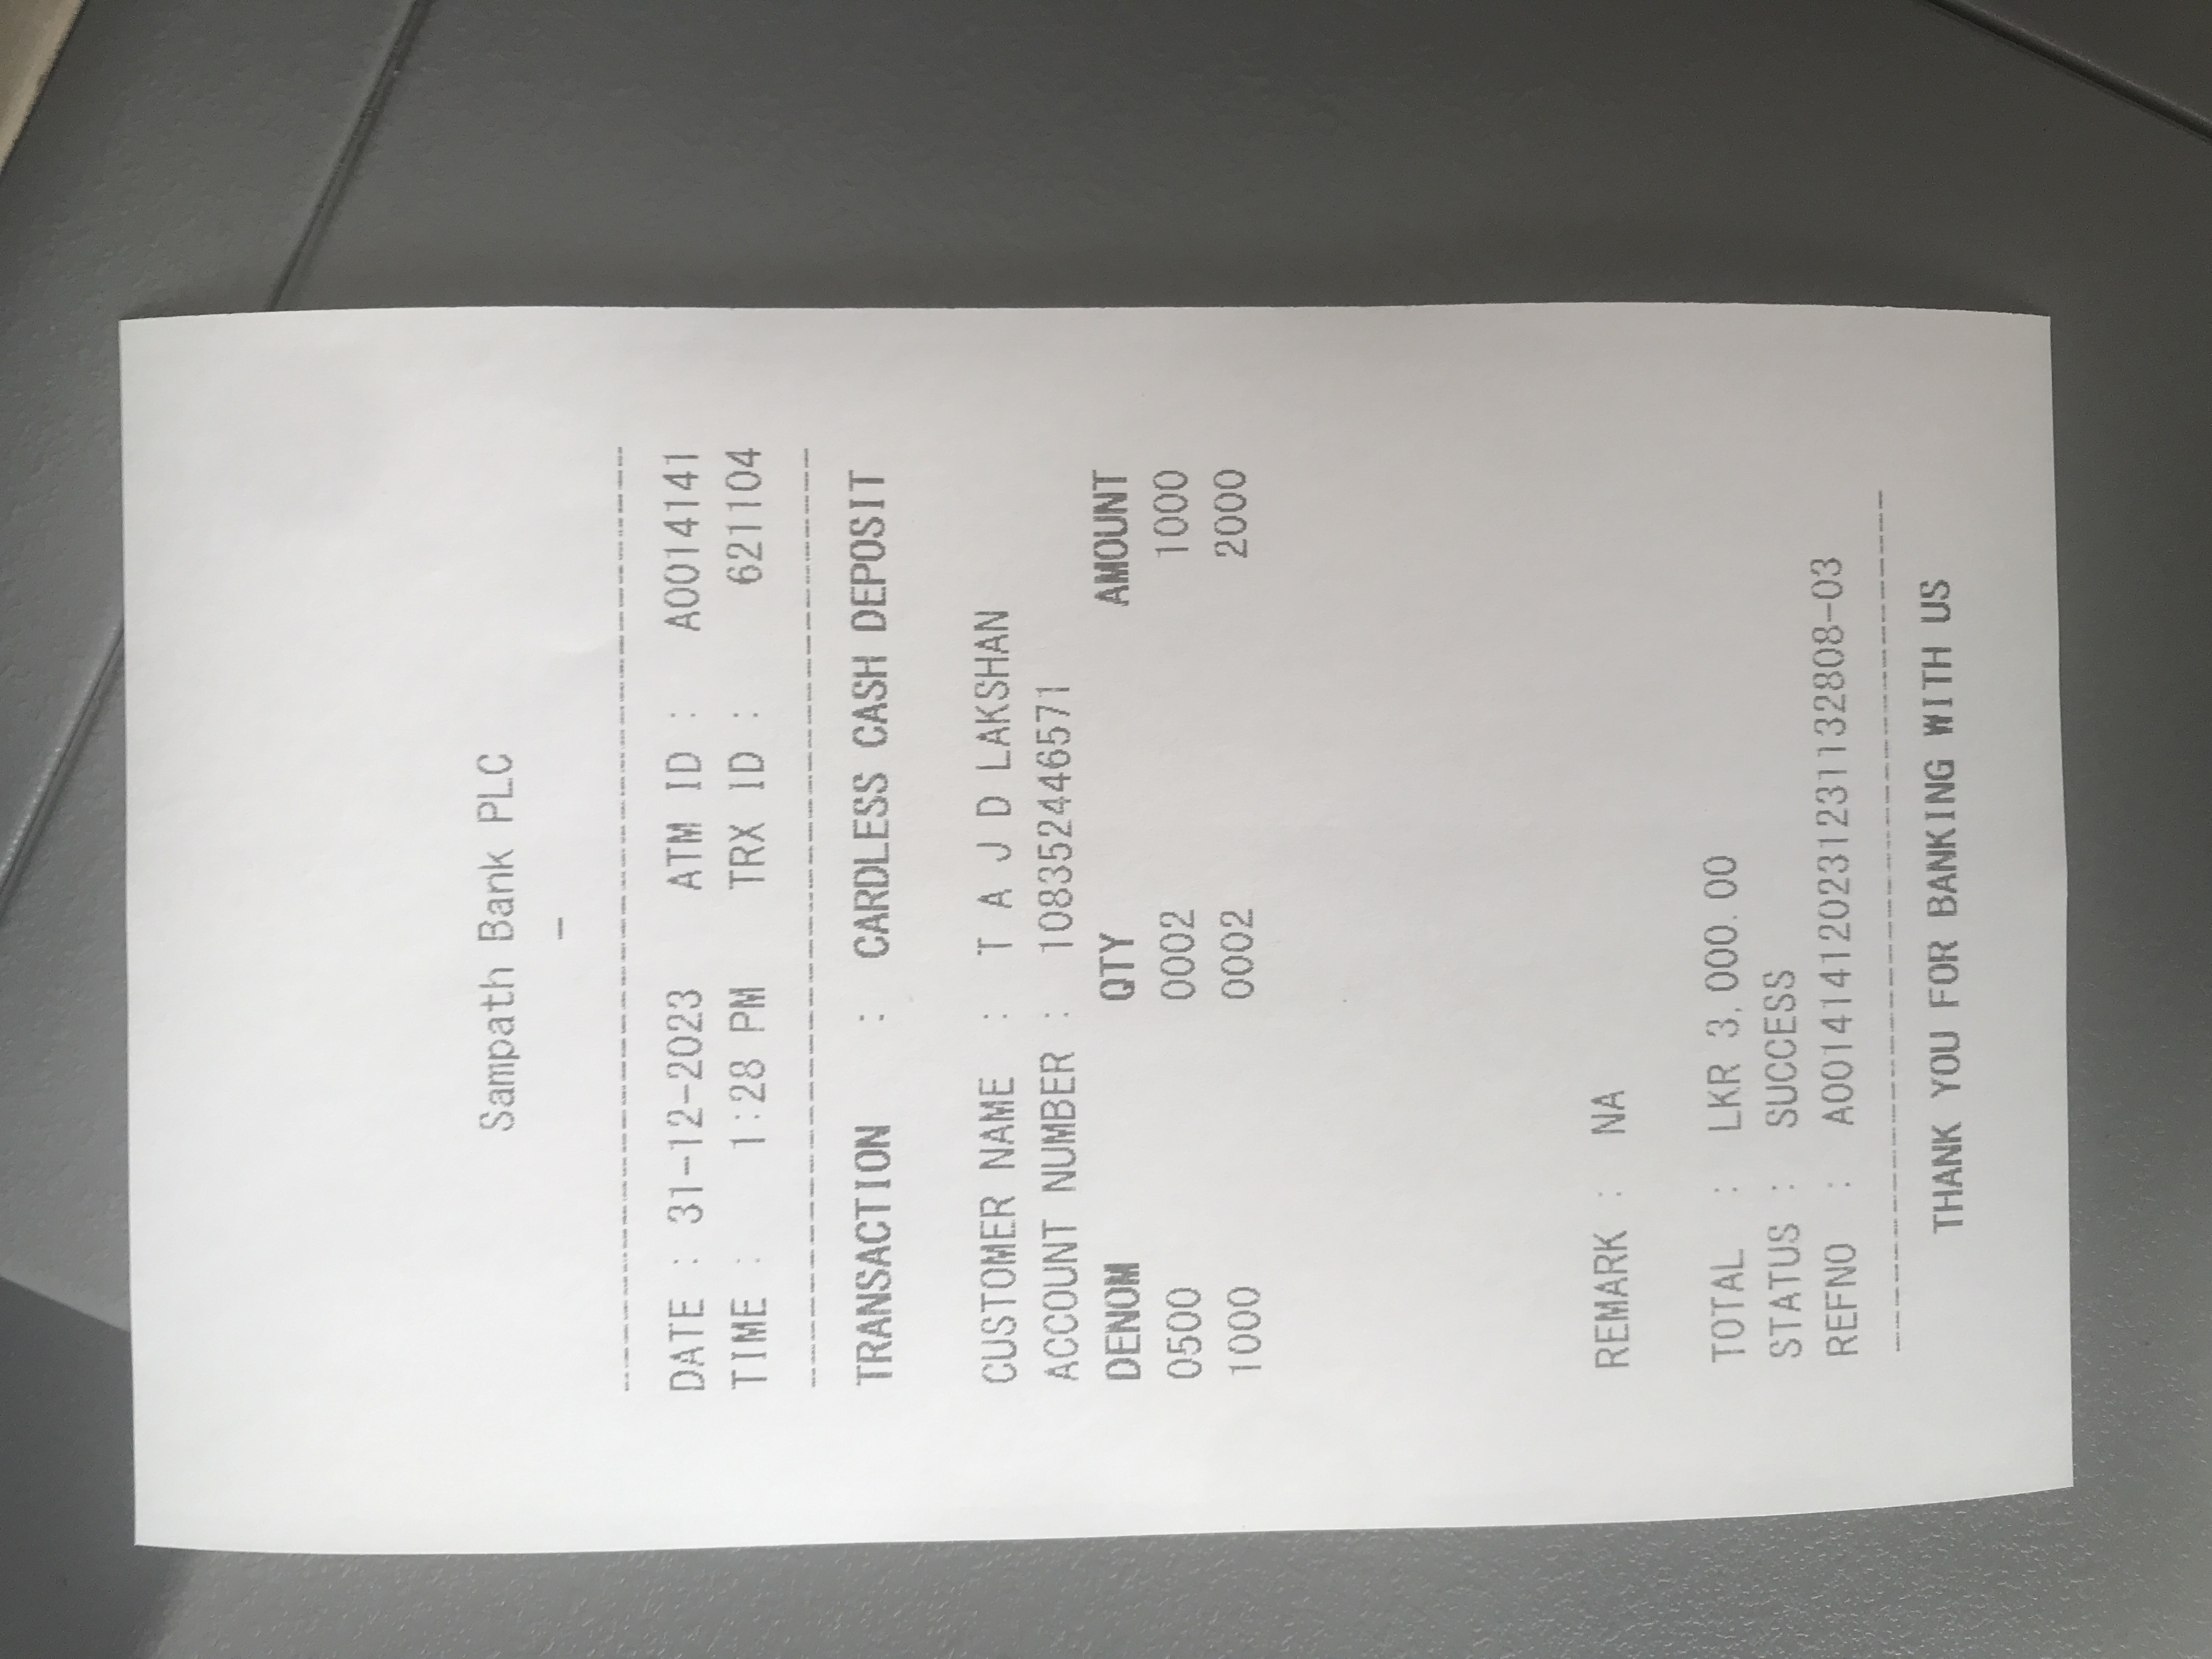 Sampath Bank PLC
-
DATE : 31-12-2023 ATM ID : A0014141
TIME : 1:28 PM TRX ID : 621104
TRANSACTION : CARDLESS CASH DEPOSIT
CUSTOMER NAME : T A J D LAKSHAN
ACCOUNT NUMBER : 108352446571
DENOM QTY AMOUNT
0500 0002 1000
1000 0002 2000
REMARK : NA
TOTAL : LKR 3,000.00
STATUS : SUCCESS
REFNO : A001414120231231132808-03
THANK YOU FOR BANKING WITH US